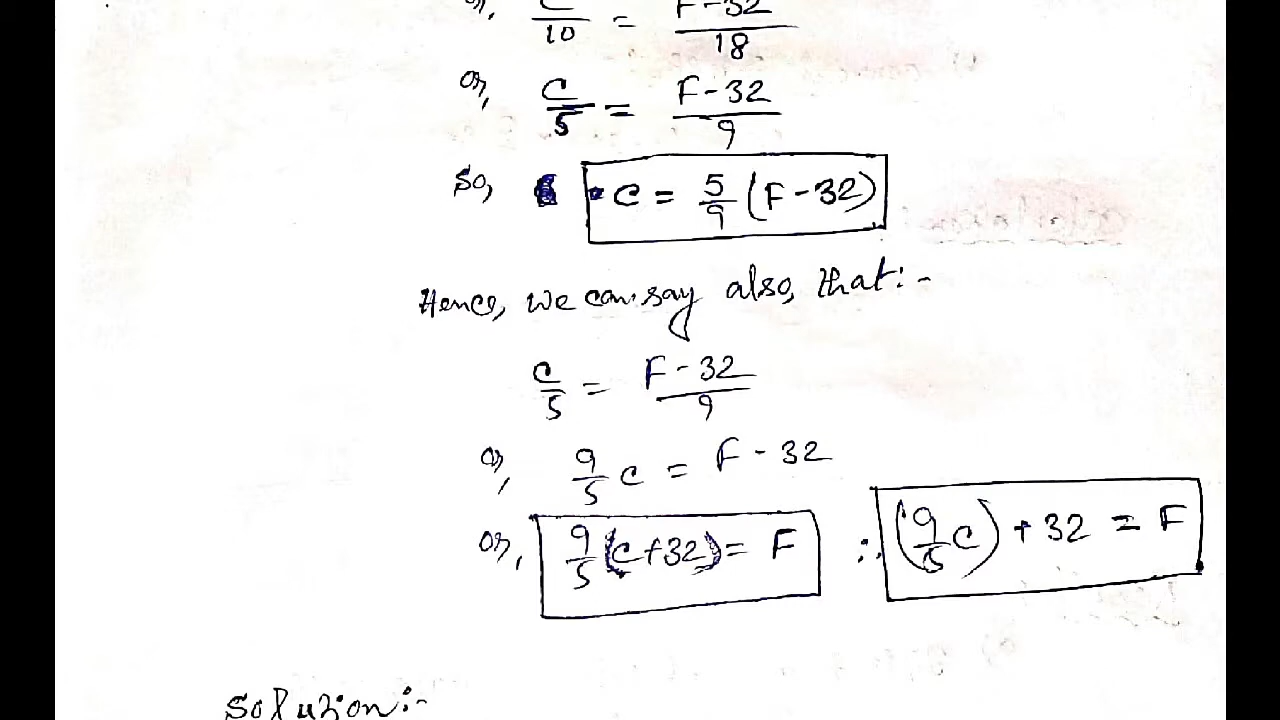 or, C/10 = F-32/18
or, C/5 = F-32/9
So, C = 5/9 (F-32)
Hence, we can say also, that:-
C/5 = F-32/9
or, 9/5 C = F-32
or, 9/5 (C+32) = F ∴ (9/5 C) + 32 = F
Soluzion:-